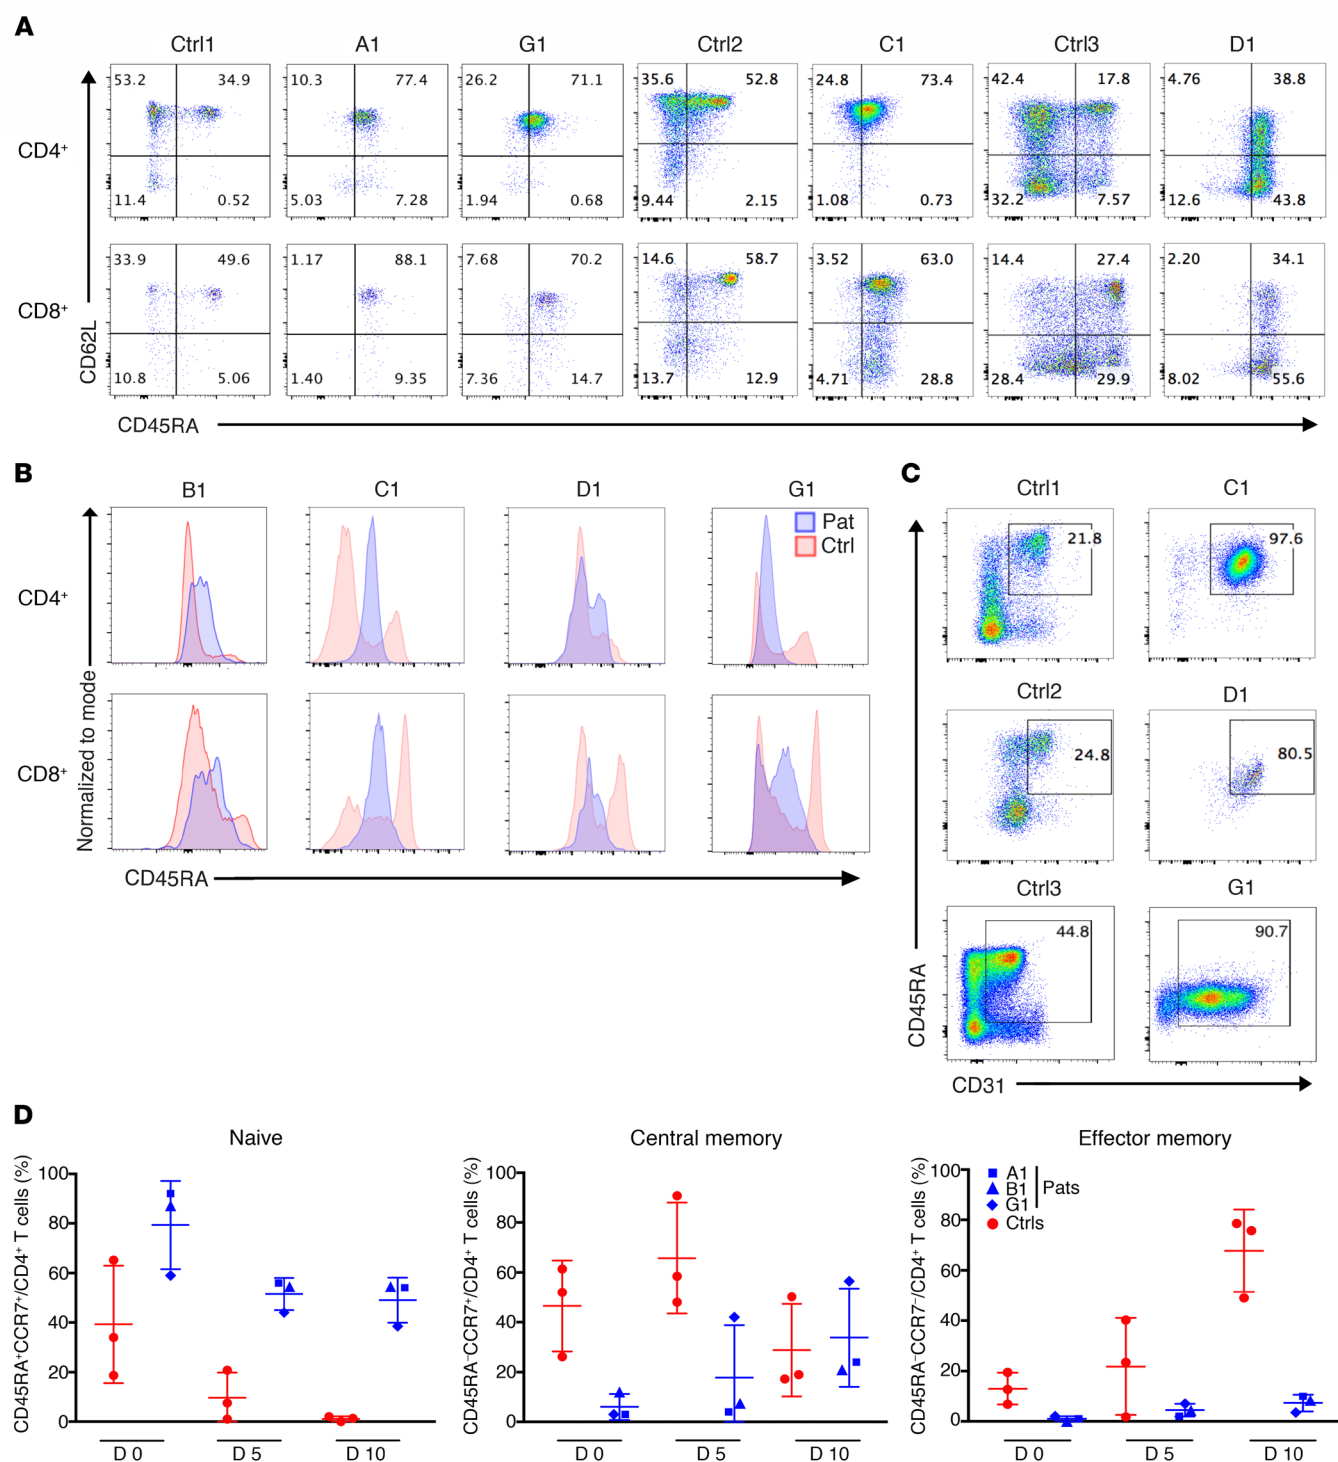 A
Ctrl1 A1 G1 Ctrl2 C1 Ctrl3 D1
53.2 34.9 10.3 77.4 26.2 71.1 35.6 52.8 24.8 73.4 42.4 17.8 4.76 38.8
CD4+
11.4 0.52 5.03 7.28 1.94 0.68 9.44 2.15 1.08 0.73 32.2 7.57 12.6 43.8
33.9 49.6 1.17 88.1 7.68 70.2 14.6 58.7 3.52 63.0 14.4 27.4 2.20 34.1
CD8+
10.8 5.06 1.40 9.35 7.36 14.7 13.7 12.9 4.71 28.8 28.4 29.9 8.02 55.6
CD62L
CD45RA
B
B1 C1 D1 G1
Pat
Ctrl
CD4+
CD8+
Normalized to mode
CD45RA
C
Ctrl1 C1
21.8 97.6
Ctrl2 D1
24.8 80.5
Ctrl3 G1
44.8 90.7
CD45RA
CD31
D
Naive
CD45RA+CCR7+/CD4+ T cells (%)
100
80
60
40
20
0
D 0 D 5 D 10
Central memory
CD45RA-CCR7+/CD4+ T cells (%)
100
80
60
40
20
0
D 0 D 5 D 10
Effector memory
CD45RA-CCR7-/CD4+ T cells (%)
100
80
60
40
20
0
A1
B1 Pats
G1
Ctrls
D 0 D 5 D 10